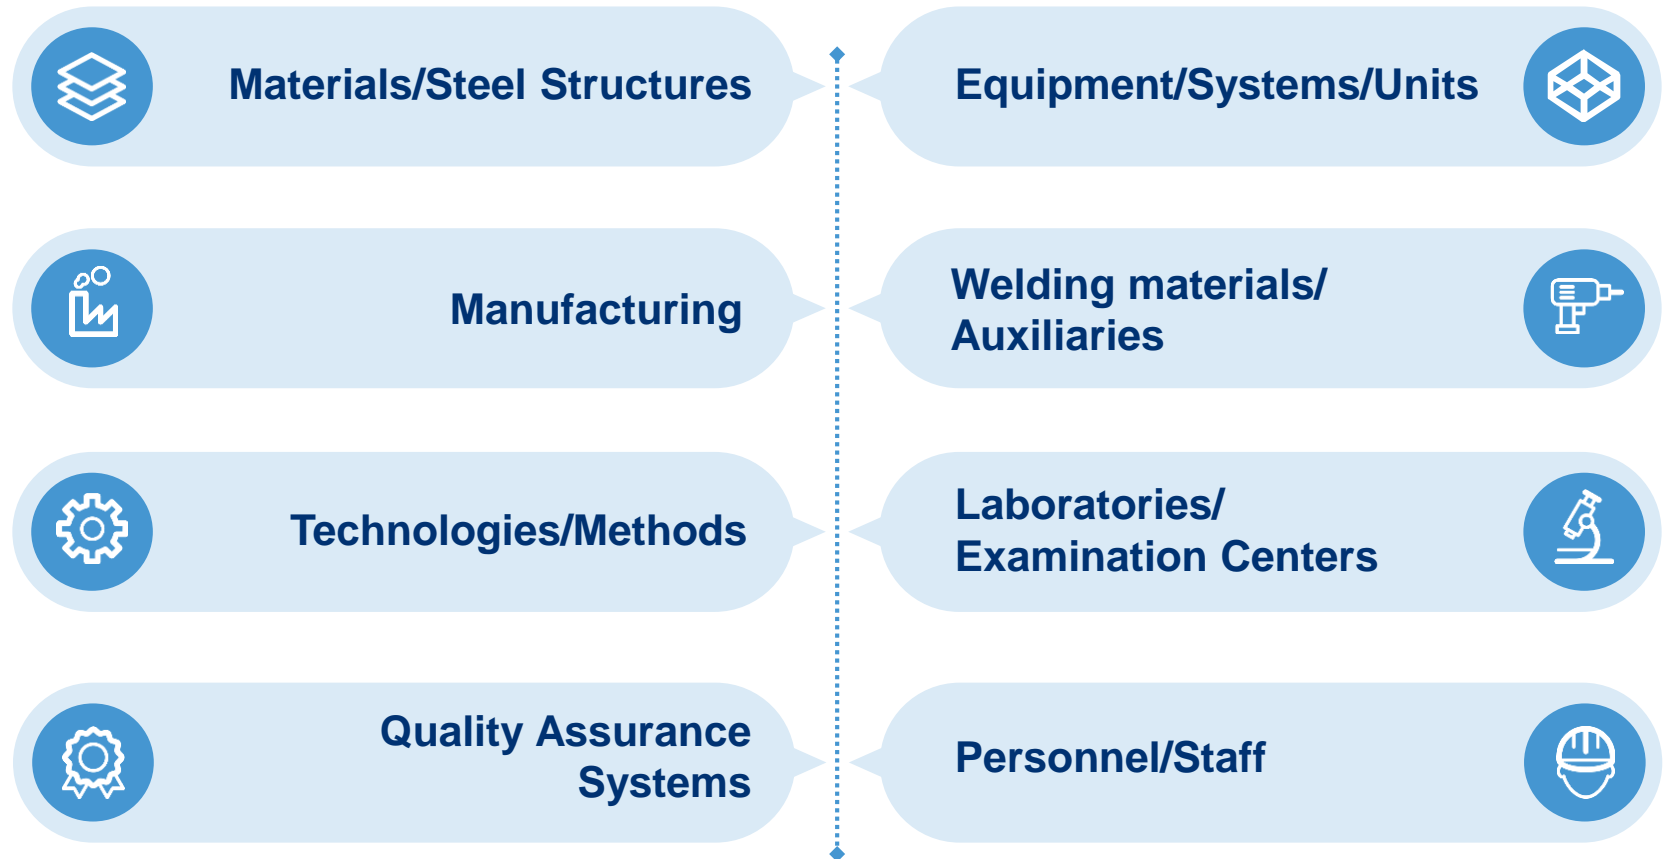 Materials/Steel Structures
Equipment/Systems/Units
Manufacturing
Welding materials/
Auxiliaries
Technologies/Methods
Laboratories/
Examination Centers
Quality Assurance
Systems
Personnel/Staff